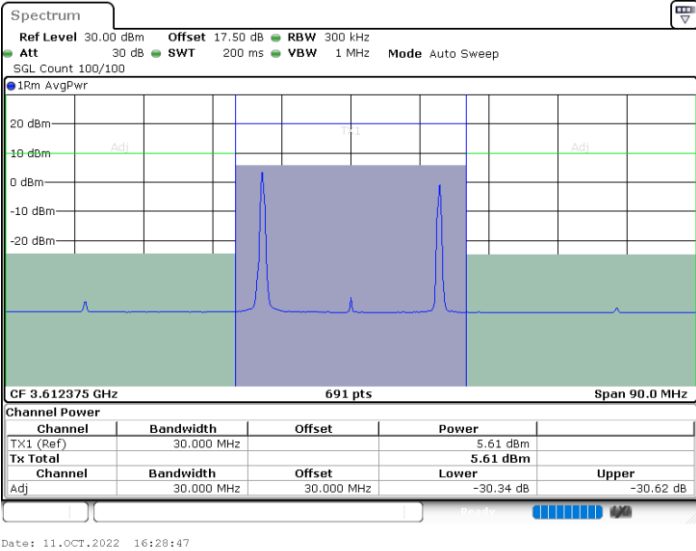 Spectrum
Ref Level 30.00 dBm Offset 17.50 dB RBW 300 kHz
Att 30 dB SWT 200 ms VBW 1 MHz Mode Auto Sweep
SGL Count 100/100
1Rm AvgPwr
20 dBm
TX1
Adj Adj
10 dBm
0 dBm
-10 dBm
-20 dBm
CF 3.612375 GHz 691 pts Span 90.0 MHz
Channel Power
Channel Bandwidth Offset Power
TX1 (Ref) 30.000 MHz 5.61 dBm
Tx Total 5.61 dBm
Channel Bandwidth Offset Lower Upper
Adj 30.000 MHz 30.000 MHz -30.34 dB -30.62 dB
Ready
Date: 11.OCT.2022 16:28:47